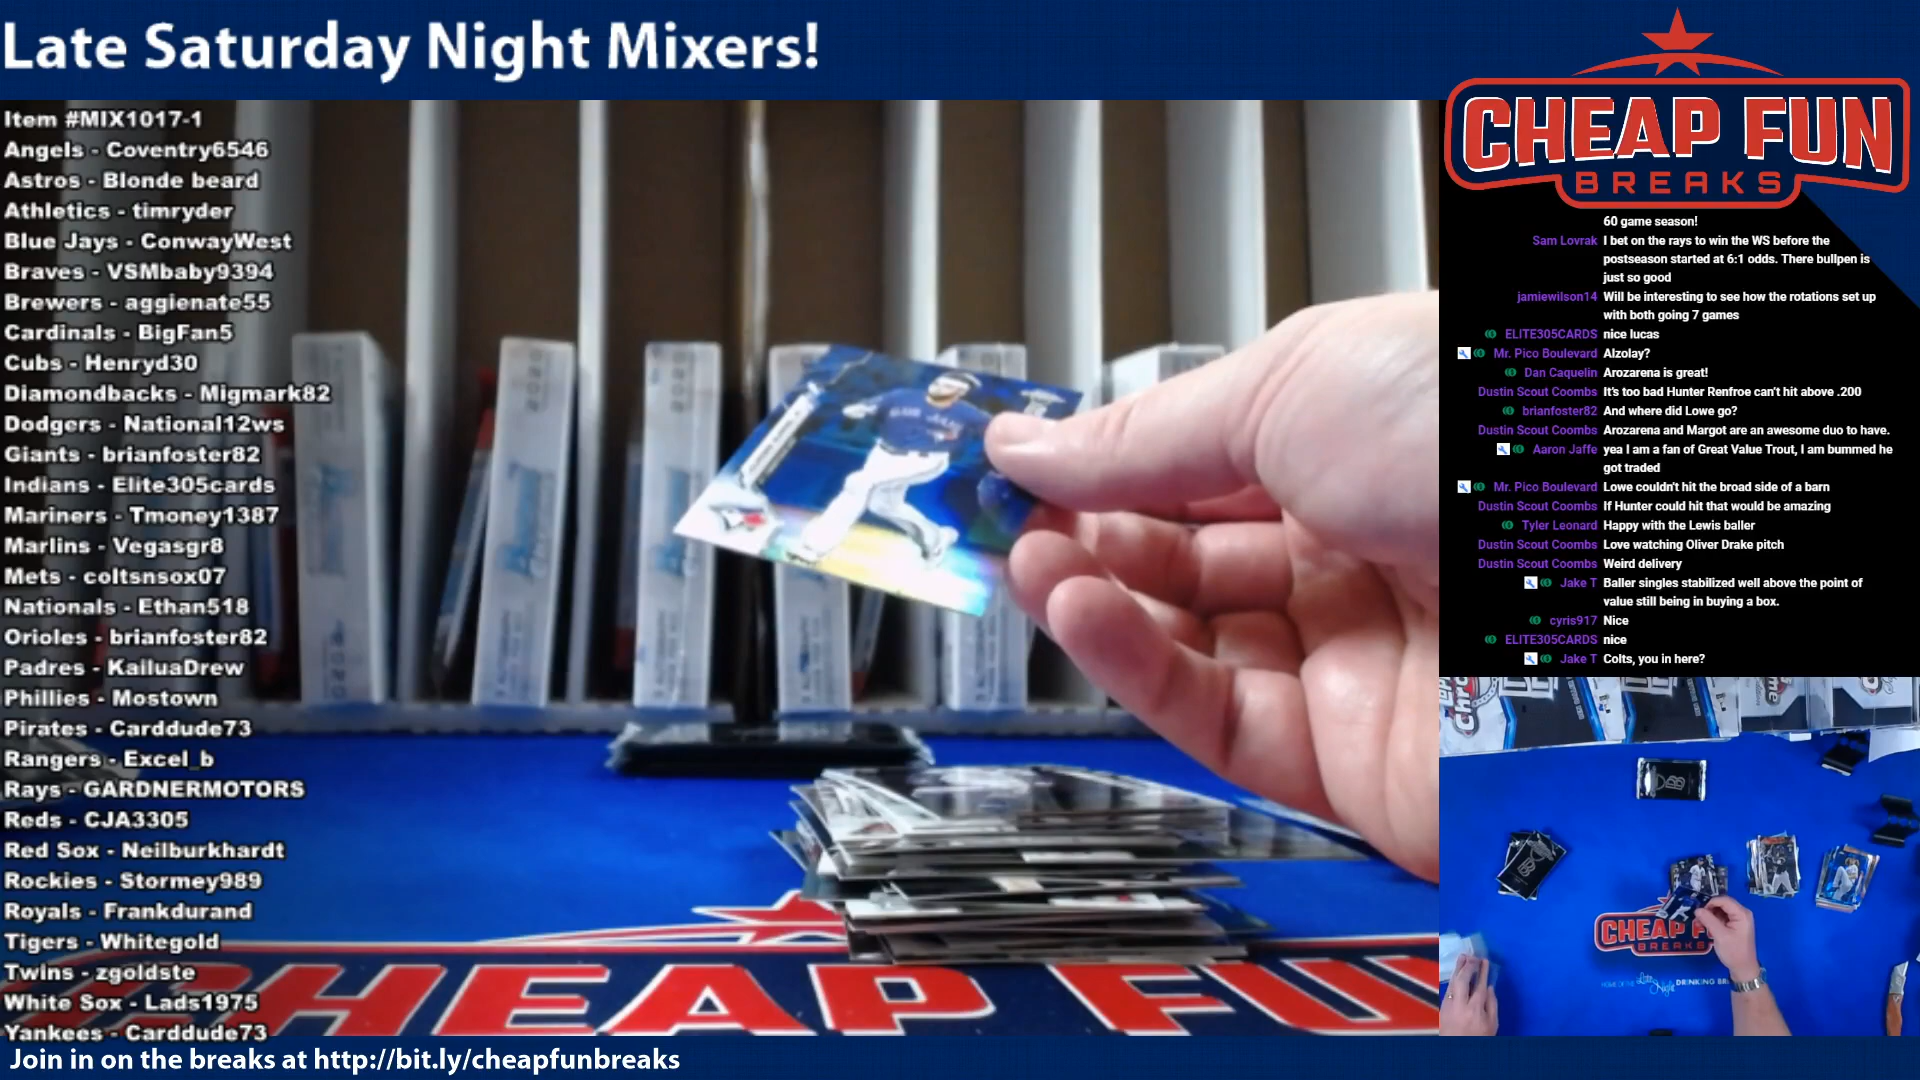 Late Saturday Night Mixers!
Item #MIX1017-1
Angels - Coventry6546
Astros - Blonde beard
Athletics - timryder
Blue Jays - ConwayWest
Braves - VSMbaby9394
Brewers - aggienate55
Cardinals - BigFan5
Cubs - Henryd30
Diamondbacks - Migmark82
Dodgers - National12ws
Giants - brianfoster82
Indians - Elite305cards
Mariners - Tmoney1387
Marlins - Vegasgr8
Mets - coltsnsox07
Nationals - Ethan518
Orioles - brianfoster82
Padres - KailuaDrew
Phillies - Mostown
Pirates - Carddude73
Rangers - Excel_b
Rays - GARDNERMOTORS
Reds - CJA3305
Red Sox - Neilburkhardt
Rockies - Stormey989
Royals - Frankdurand
Tigers - Whitegold
Twins - zgoldste
White Sox - Lads1975
Yankees - Carddude73
Join in on the breaks at http://bit.ly/cheapfunbreaks
CHEAP FU
CHEAP FUN
BREAKS
60 game season!
Sam Lovrak I bet on the rays to win the WS before the
postseason started at 6:1 odds. There bullpen is
just so good
jamiewilson14 Will be interesting to see how the rotations set up
with both going 7 games
ELITE305CARDS nice lucas
Mr. Pico Boulevard Alzolay?
Dan Caquelin Arozarena is great!
Dustin Scout Coombs It's too bad Hunter Renfroe can't hit above .200
brianfoster82 And where did Lowe go?
Dustin Scout Coombs Arozarena and Margot are an awesome duo to have.
Aaron Jaffe yea I am a fan of Great Value Trout, I am bummed he
got traded
Mr. Pico Boulevard Lowe couldn't hit the broad side of a barn
Dustin Scout Coombs If Hunter could hit that would be amazing
Tyler Leonard Happy with the Lewis baller
Dustin Scout Coombs Love watching Oliver Drake pitch
Dustin Scout Coombs Weird delivery
Jake T Baller singles stabilized well above the point of
value still being in buying a box.
cyris917 Nice
ELITE305CARDS nice
Jake T Colts, you in here?
CHEAP F
BREAKS
Late Night DRINKING